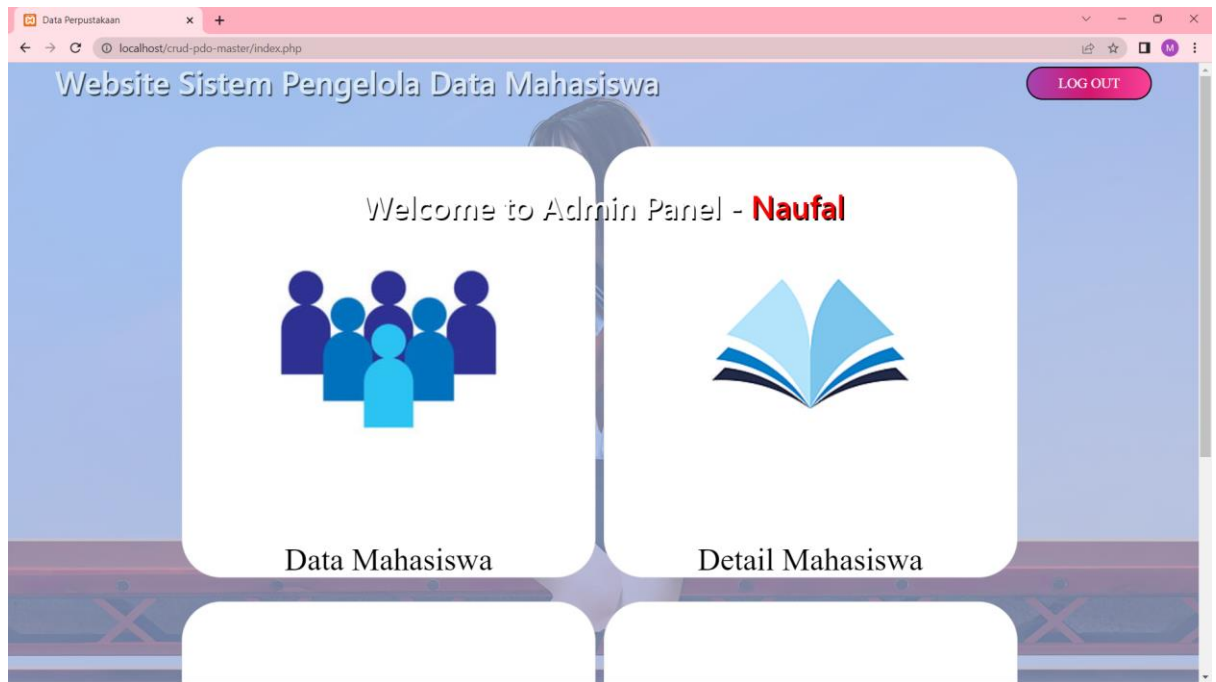 Data Perpustakaan
localhost/crud-pdo-master/index.php
M
Website Sistem Pengelola Data Mahasiswa
LOG OUT
Welcome to Admin Panel - Naufal
Data Mahasiswa
Detail Mahasiswa